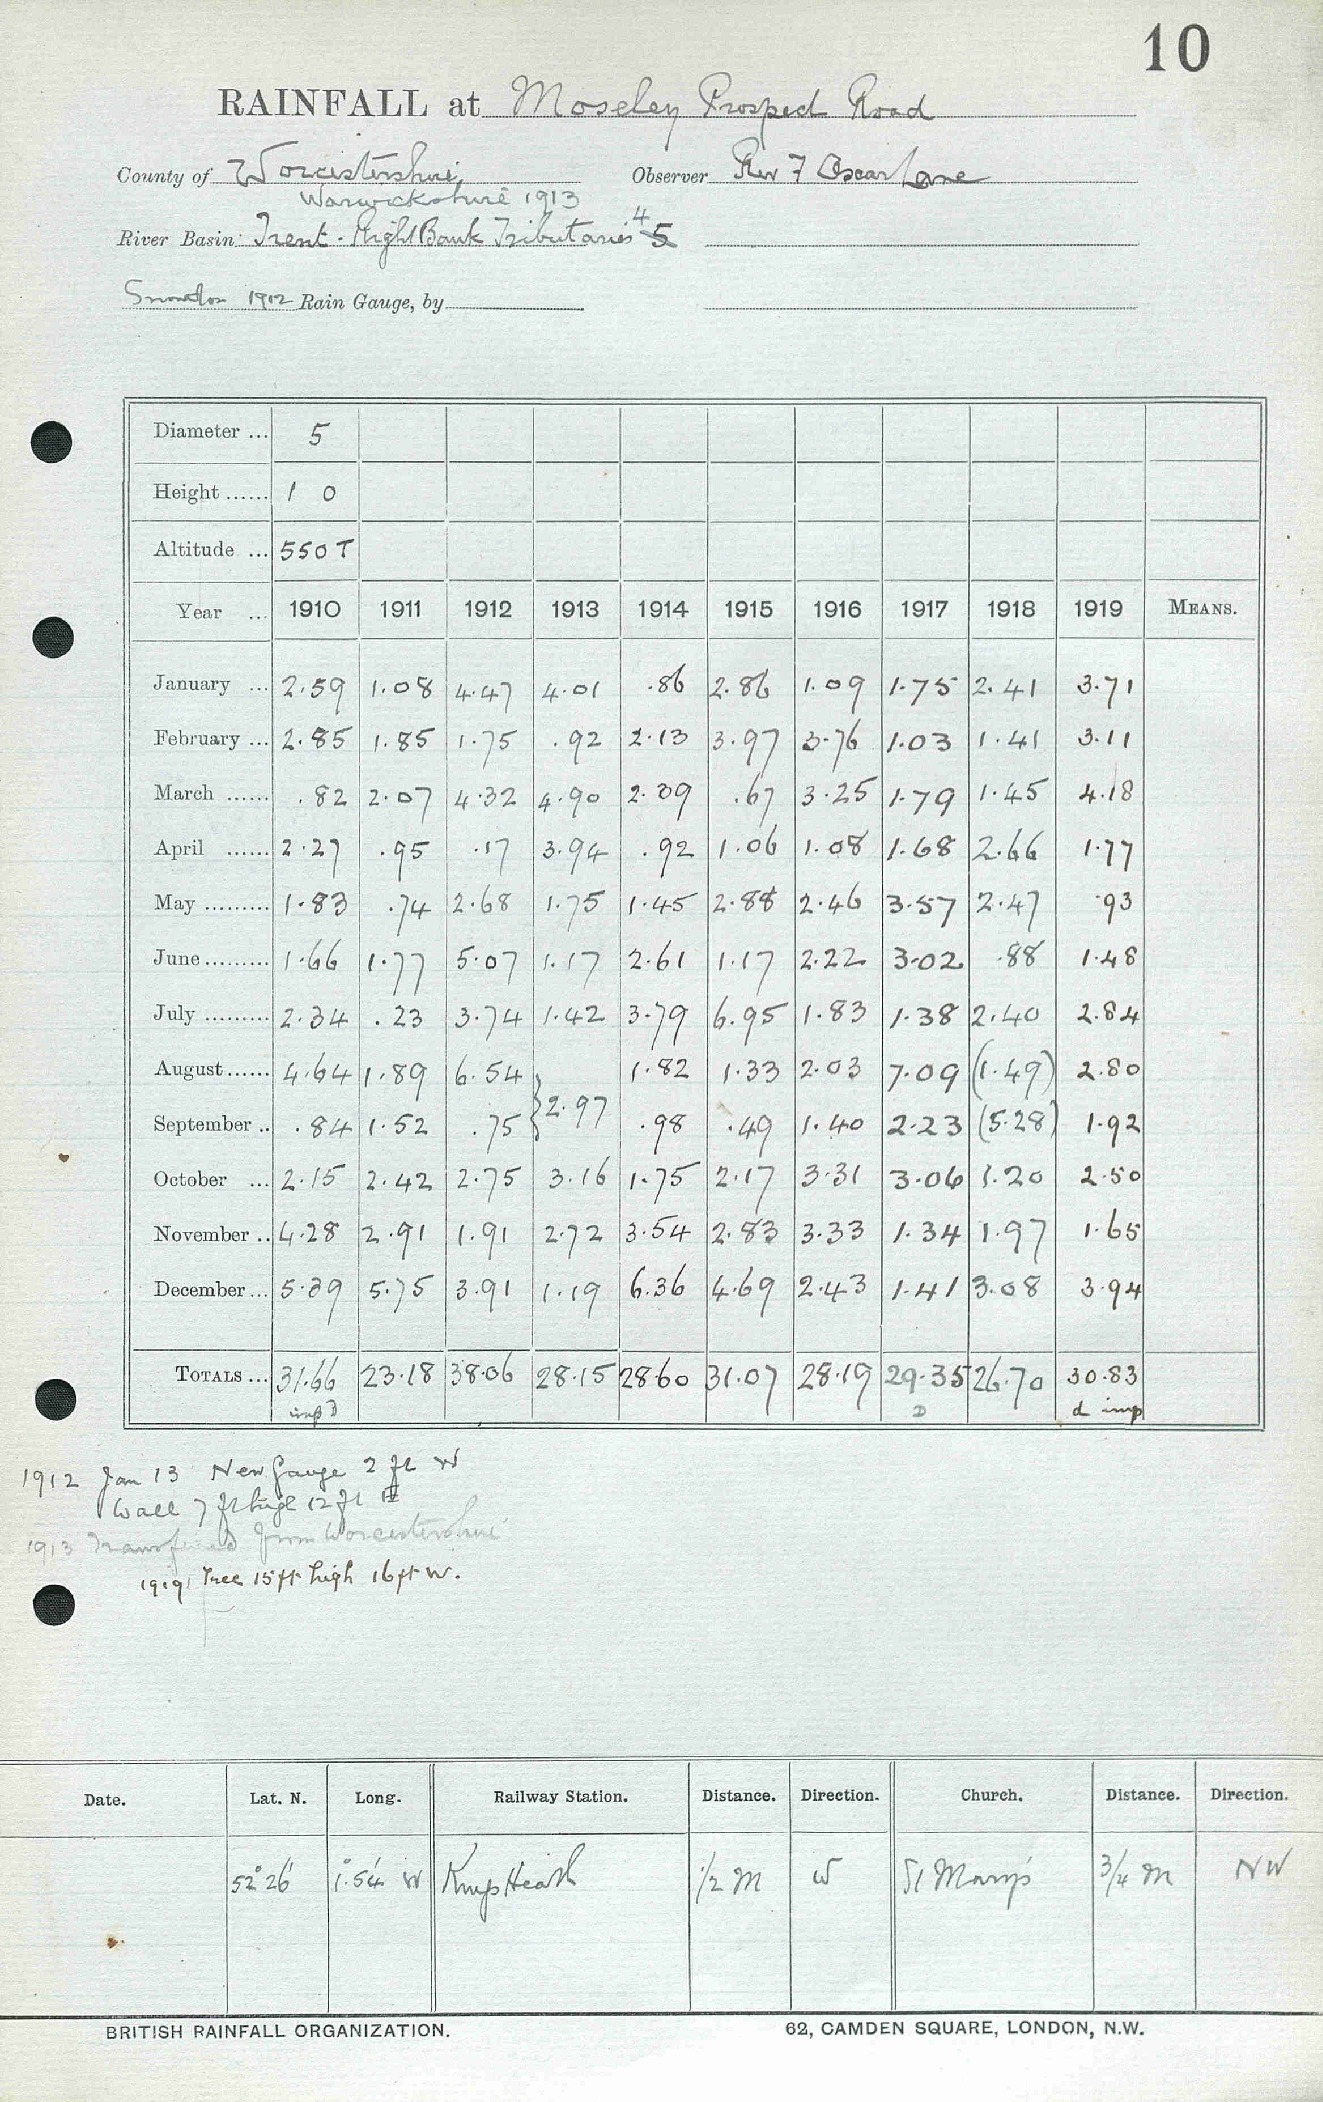 10
RAINFALL at Moseley Prospect Road
County of Worcestershire Observer Rev F Oscar Lane
Warwickshire 1913
River Basin Trent - Right Bank Tributaries 4 5
Snowdon 1912 Rain Gauge, by
Diameter ... 5
Height ...... 1 0
Altitude ... 550 T
Year ... 1910 1911 1912 1913 1914 1915 1916 1917 1918 1919 MEANS.
January ... 2.59 1.08 4.47 4.01 .86 2.86 1.09 1.75 2.41 3.71
February ... 2.85 1.85 1.75 .92 2.13 3.97 3.76 1.03 1.41 3.11
March ...... .82 2.07 4.32 4.90 2.39 .67 3.25 1.79 1.45 4.18
April ...... 2.27 .95 .17 3.94 .92 1.06 1.08 1.68 2.66 1.77
May ......... 1.83 .74 2.68 1.75 1.45 2.88 2.46 3.57 2.47 .93
June ......... 1.66 1.77 5.07 1.17 2.61 1.17 2.22 3.02 .88 1.48
July ......... 2.34 .23 3.74 1.42 3.79 6.95 1.83 1.38 2.40 2.84
August ...... 4.64 1.89 6.54 1.82 1.33 2.03 7.09 (1.49) 2.80
} 2.97
September .. .84 1.52 .75 .98 .49 1.40 2.23 (5.28) 1.92
October ... 2.15 2.42 2.75 3.16 1.75 2.17 3.31 3.06 1.20 2.50
November .. 4.28 2.91 1.91 2.72 3.54 2.83 3.33 1.34 1.97 1.65
December ... 5.39 5.75 3.91 1.19 6.36 4.69 2.43 1.41 3.08 3.94
TOTALS ... 31.66 23.18 38.06 28.15 28.60 31.07 28.19 29.35 26.70 30.83
imp D D d imp
1912 Jan 13 New Gauge 2 ft W
Wall 7 ft high 12 ft E
1913 Transferred from Worcestershire
1919 Tree 15 ft high 16 ft W.
Date. Lat. N. Long. Railway Station. Distance. Direction. Church. Distance. Direction.
52° 26' 1° 54' W Kings Heath 1/2 M W St Mary's 3/4 M NW
BRITISH RAINFALL ORGANIZATION. 62, CAMDEN SQUARE, LONDON, N.W.